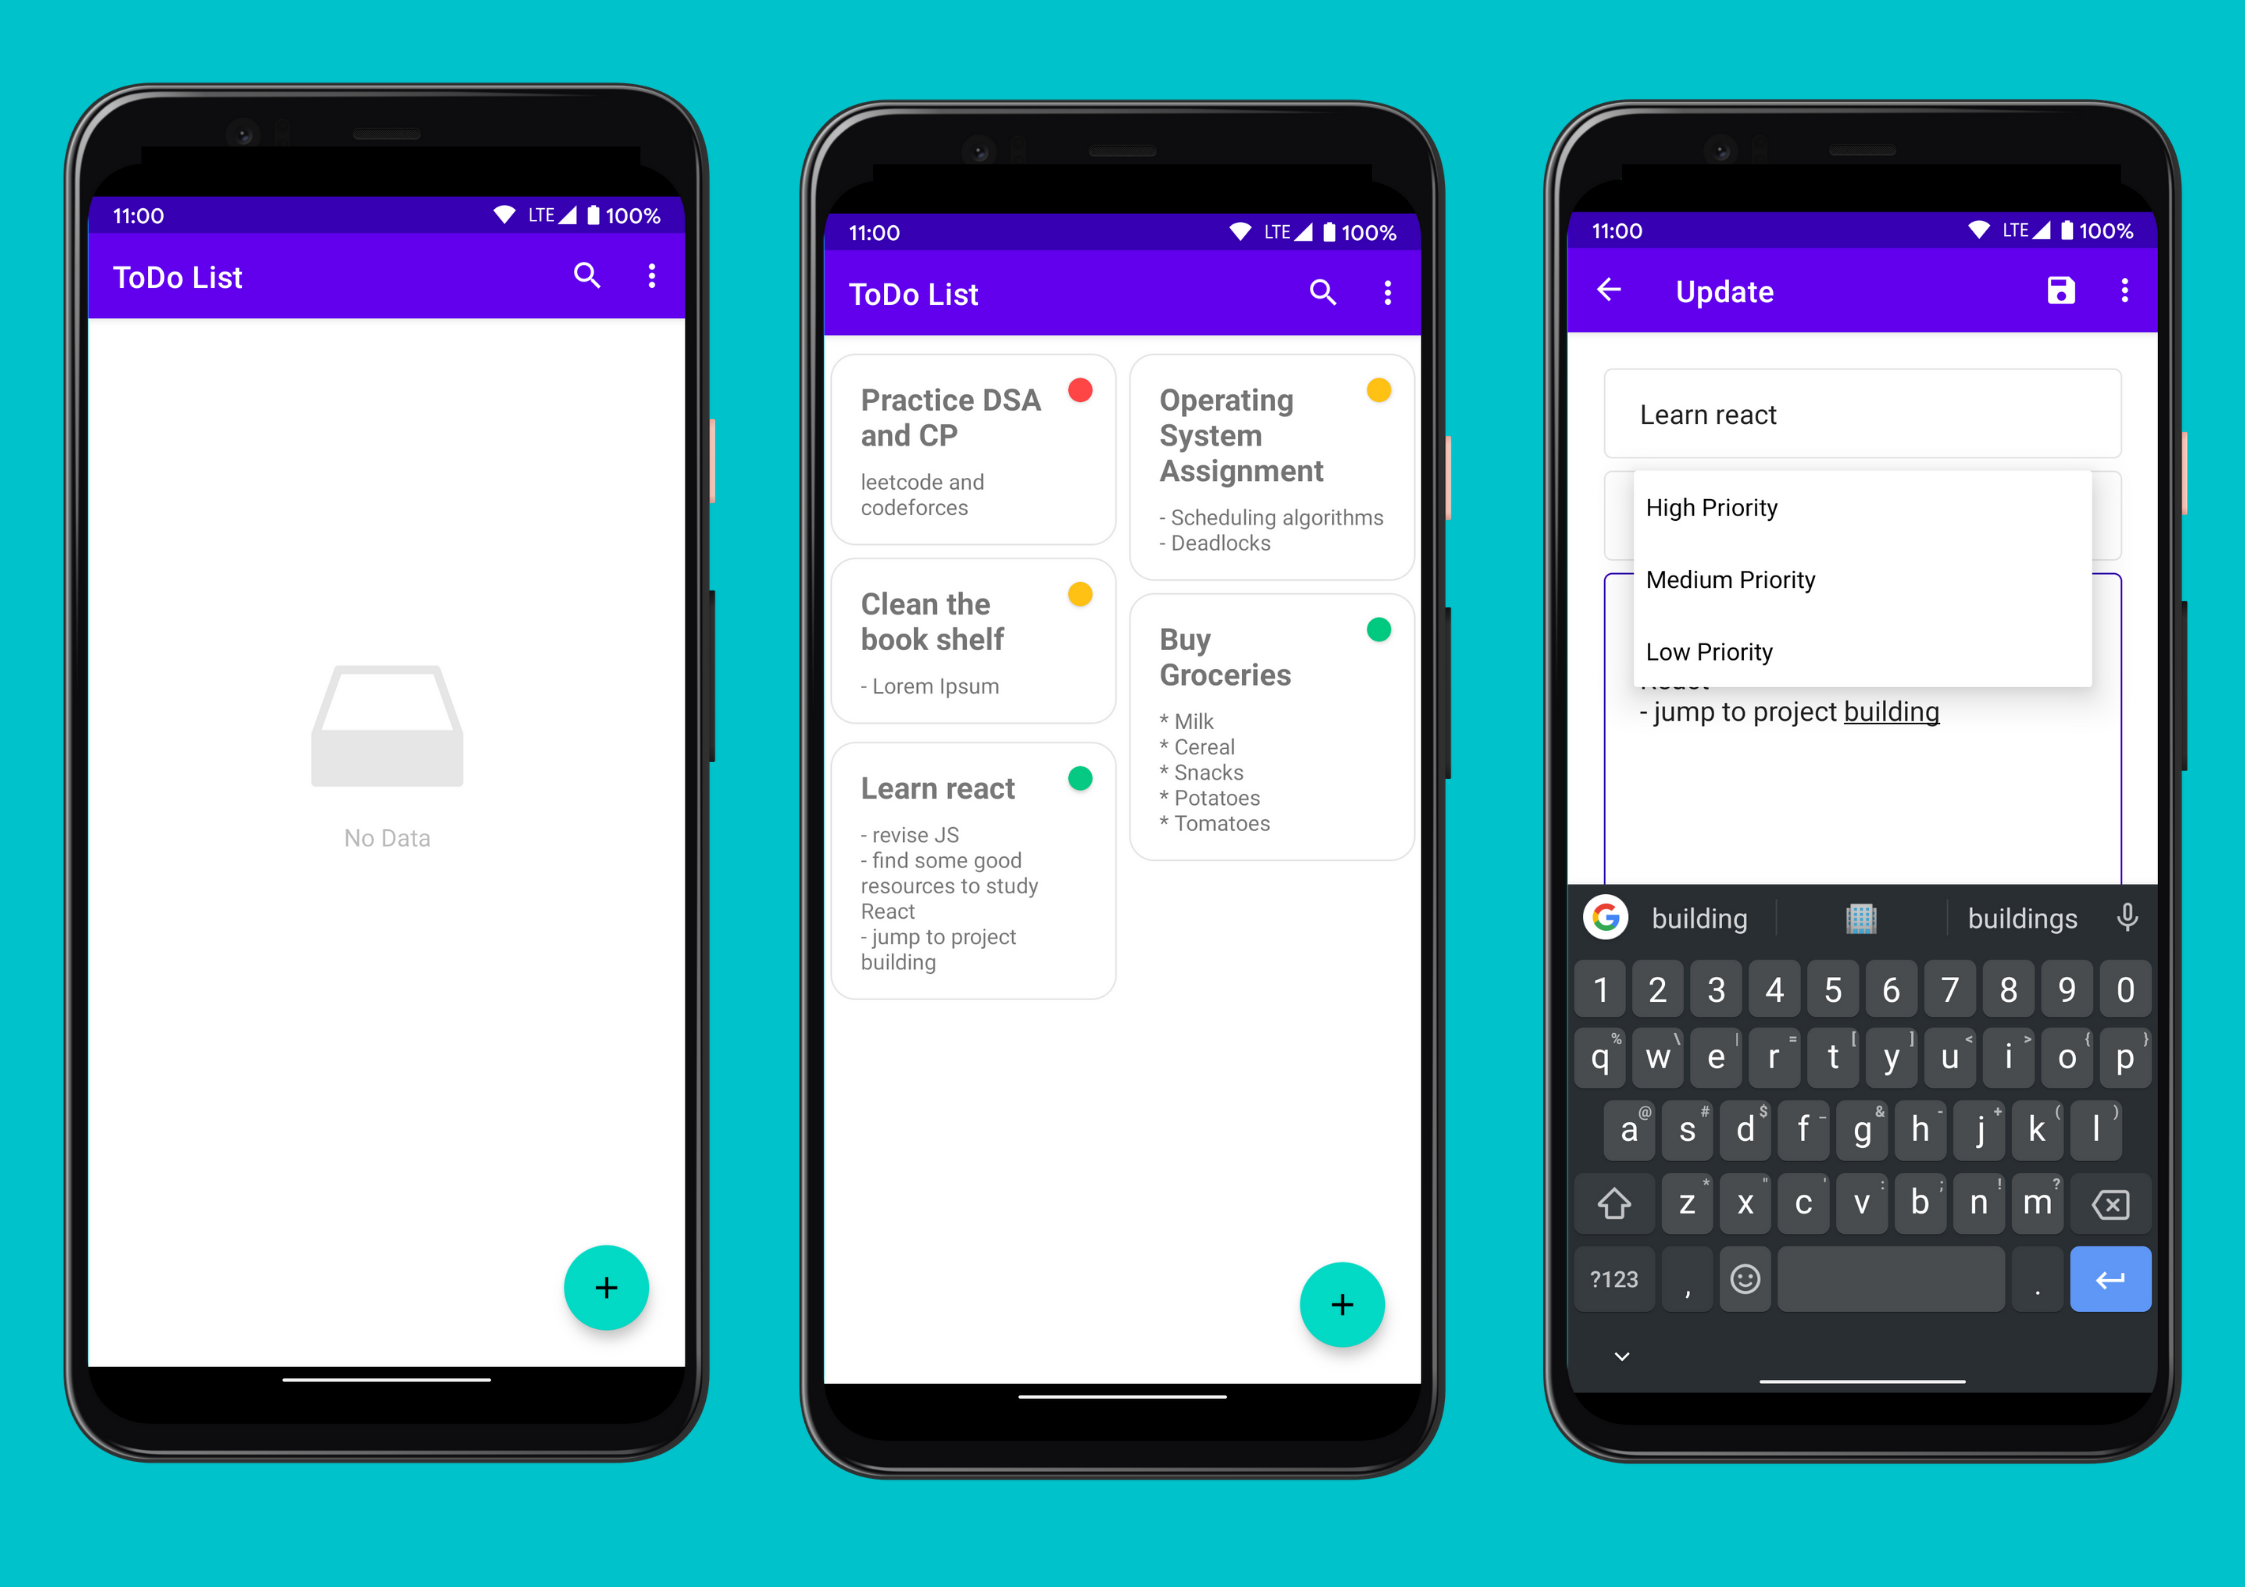 11:00 LTE 100%
ToDo List
No Data
+
11:00 LTE 100%
ToDo List
Practice DSA
and CP
leetcode and
codeforces
Clean the
book shelf
- Lorem Ipsum
Learn react
- revise JS
- find some good
resources to study
React
- jump to project
building
Operating
System
Assignment
- Scheduling algorithms
- Deadlocks
Buy
Groceries
* Milk
* Cereal
* Snacks
* Potatoes
* Tomatoes
+
11:00 LTE 100%
Update
Learn react
High Priority
Medium Priority
Low Priority
- jump to project building
G building buildings
1 2 3 4 5 6 7 8 9 0
% \ | = [ ] < > { }
q w e r t y u i o p
@ # $ _ & - + ( )
a s d f g h j k l
* " ' : ; ! ?
z x c v b n m
?123 , .